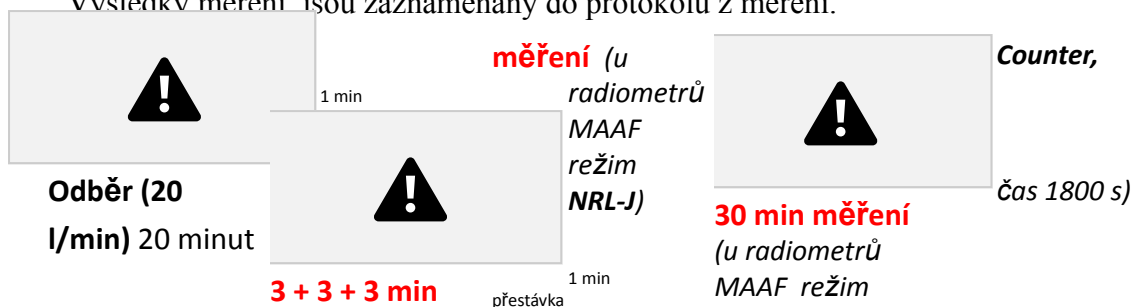 Výsledky měření jsou zaznamenány do protokolu z měření.
1 min
Odběr (20
l/min) 20 minut
měření (u
radiometrů
MAAF
režim
NRL-J)
3 + 3 + 3 min
1 min
přestávka
Counter,
čas 1800 s)
30 min měření
(u radiometrů
MAAF režim